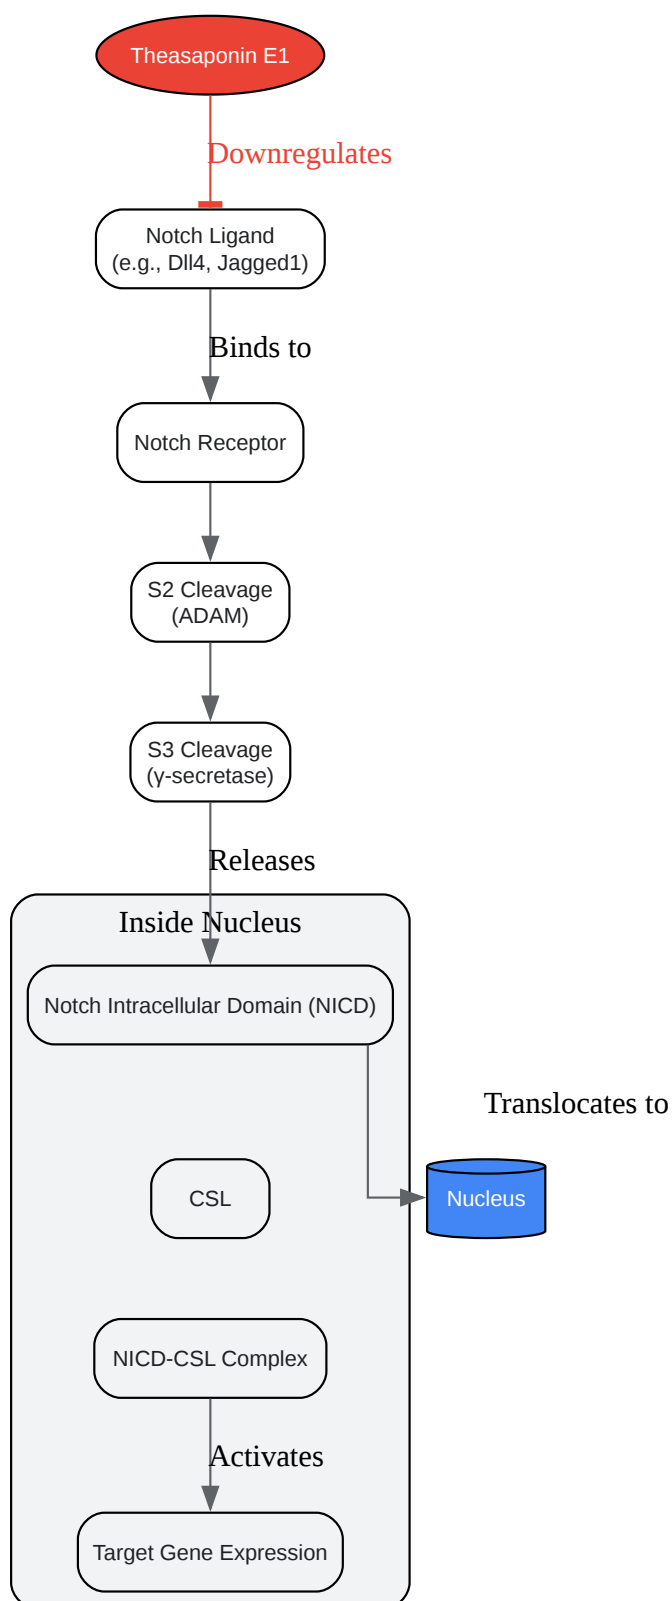 Theasaponin E1
Downregulates
Notch Ligand
(e.g., Dll4, Jagged1)
Binds to
Notch Receptor
S2 Cleavage
(ADAM)
S3 Cleavage
(γ-secretase)
Releases
Inside Nucleus
Notch Intracellular Domain (NICD)
Translocates to
CSL
Nucleus
NICD-CSL Complex
Activates
Target Gene Expression